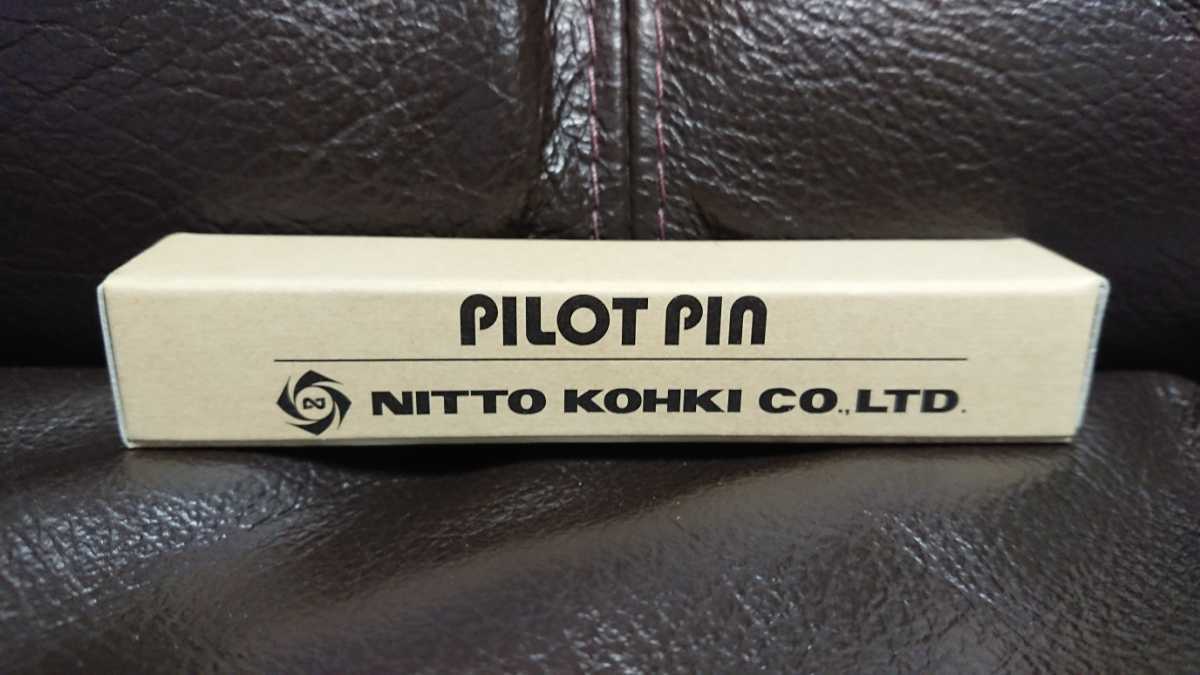 PILOT PIN
NITTO KOHKI CO., LTD.